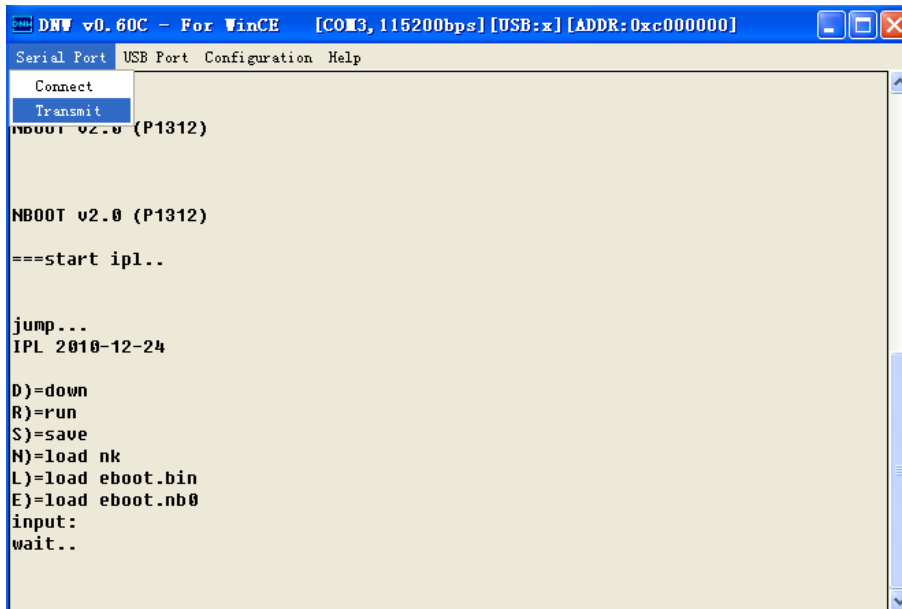 DNW v0.60C - For WinCE [COM3,115200bps][USB:x][ADDR:0xc000000]
Serial Port USB Port Configuration Help
Connect
Transmit
NBOOT v2.0 (P1312)
NBOOT v2.0 (P1312)
===start ipl..
jump...
IPL 2010-12-24
D)=down
R)=run
S)=save
N)=load nk
L)=load eboot.bin
E)=load eboot.nb0
input:
wait..